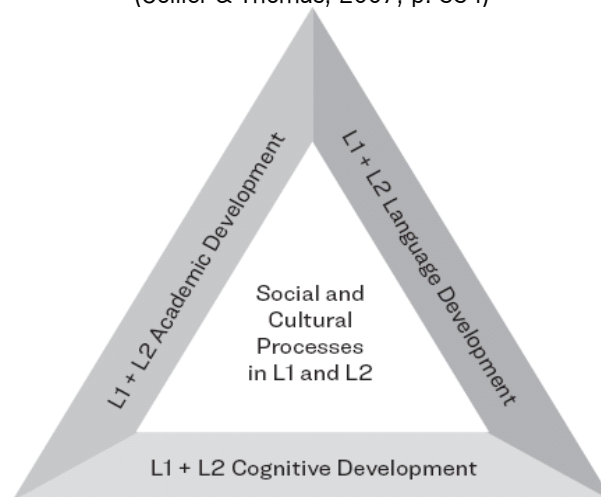 L1 + L2 Academic Development
L1 + L2 Language Development
Social and
Cultural
Processes
in L1 and L2
L1 + L2 Cognitive Development